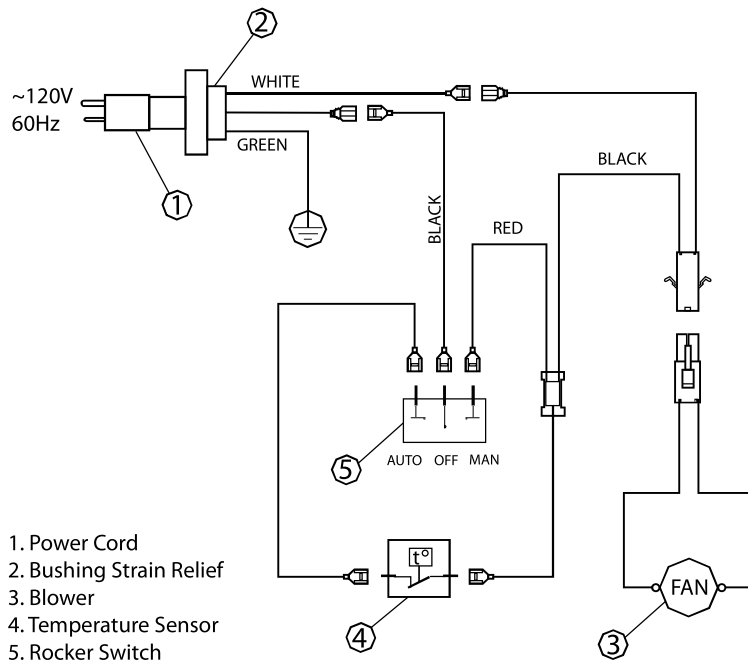 2
WHITE
~120V
60Hz
GREEN
1
BLACK
BLACK
RED
5
AUTO OFF MAN
t°
FAN
4
3
1. Power Cord
2. Bushing Strain Relief
3. Blower
4. Temperature Sensor
5. Rocker Switch